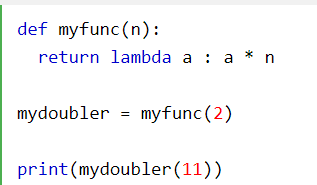 def myfunc(n):
  return lambda a : a * n

mydoubler = myfunc(2)

print(mydoubler(11))